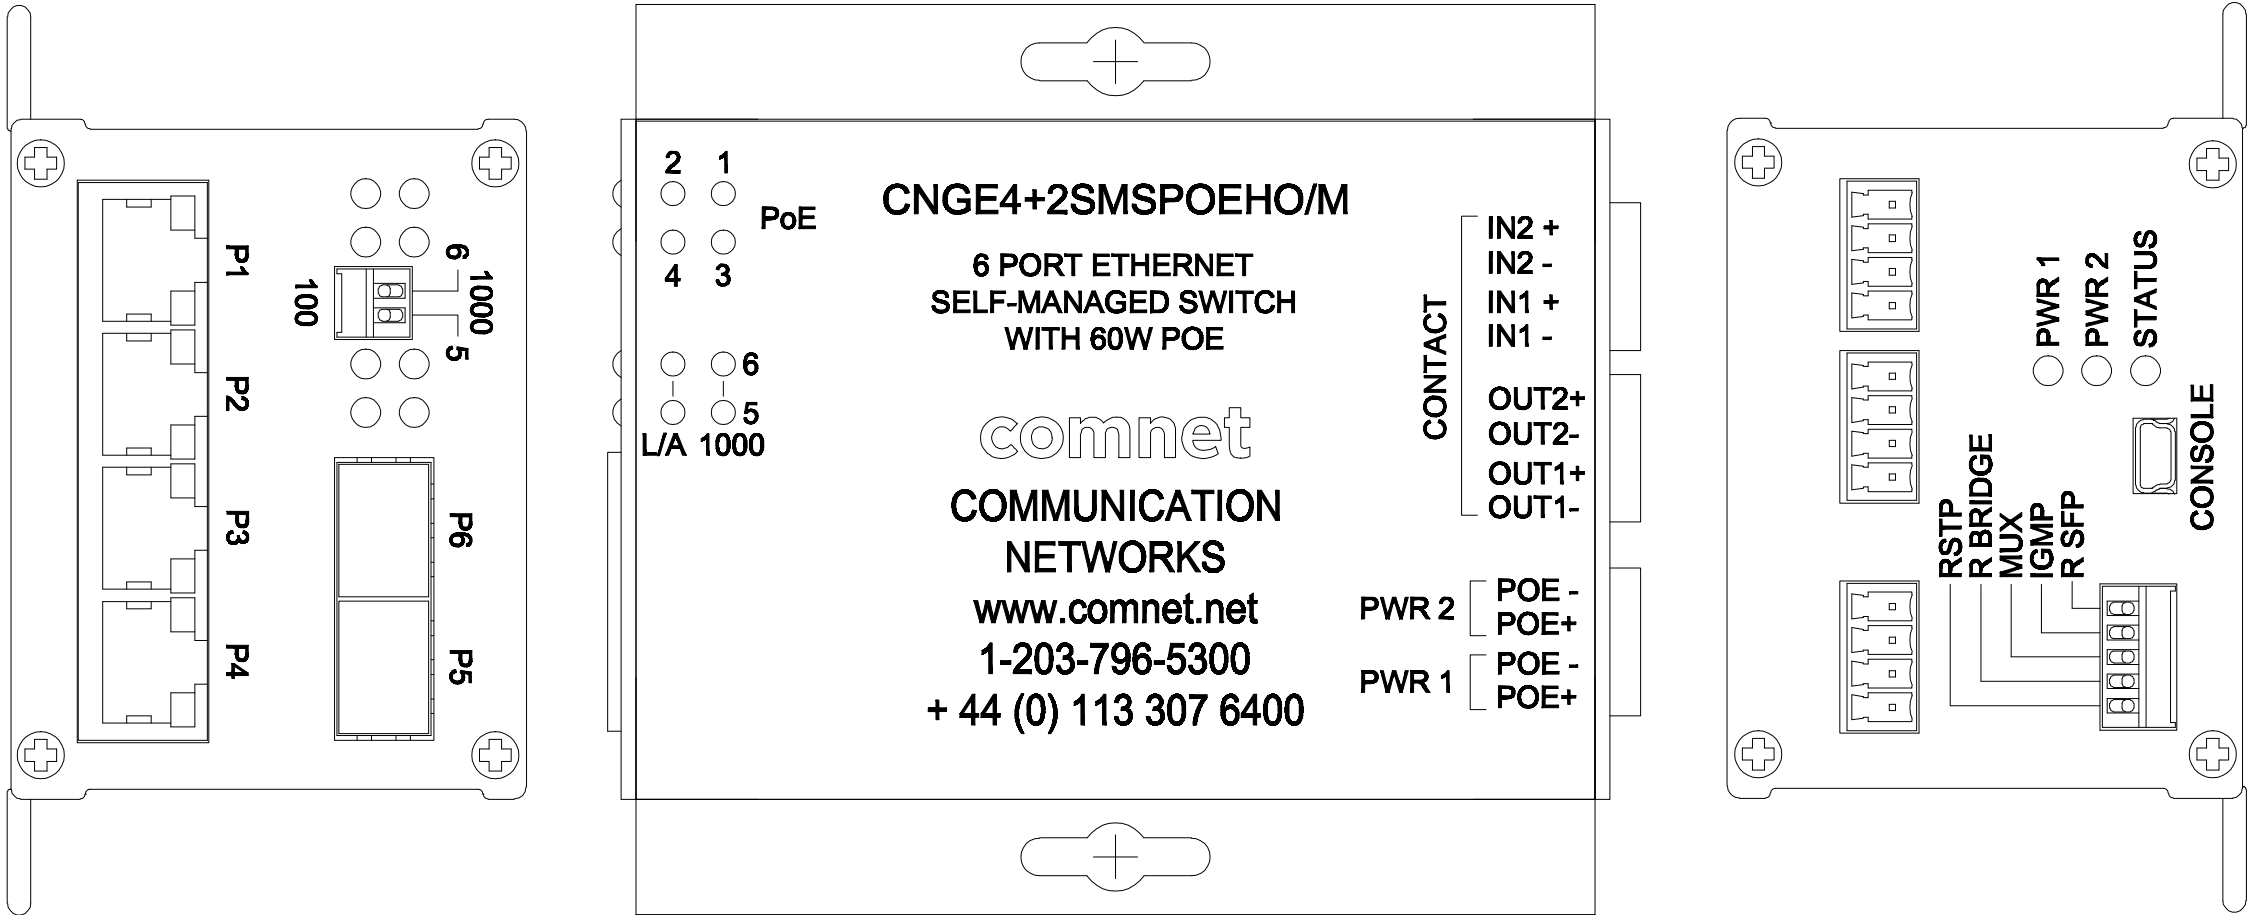 P1
P2
P3
P4
100
1000
6
5
P6
P5
2 1
PoE
4 3
6
5
L/A 1000
CNGE4+2SMSPOEHO/M
6 PORT ETHERNET
SELF-MANAGED SWITCH
WITH 60W POE
comnet
COMMUNICATION
NETWORKS
www.comnet.net
1-203-796-5300
+ 44 (0) 113 307 6400
CONTACT
IN2 +
IN2 -
IN1 +
IN1 -
OUT2+
OUT2-
OUT1+
OUT1-
PWR 2
POE -
POE+
PWR 1
POE -
POE+
PWR 1
PWR 2
STATUS
CONSOLE
RSTP
R BRIDGE
MUX
IGMP
R SFP